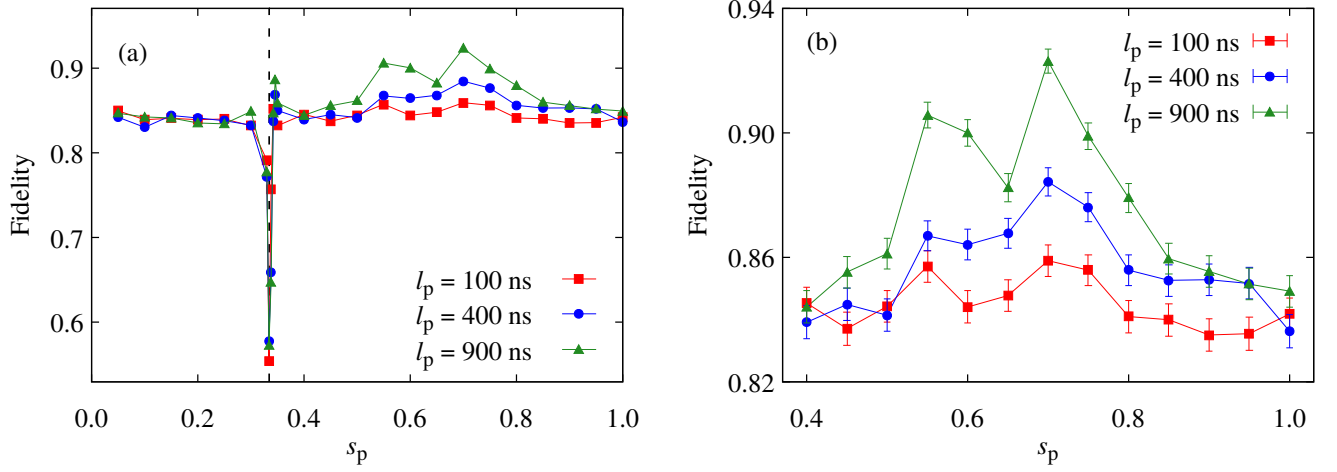 (a)
Fidelity
0.9
0.8
0.7
0.6
l_p = 100 ns
l_p = 400 ns
l_p = 900 ns
0.0 0.2 0.4 0.6 0.8 1.0
s_p
(b)
Fidelity
0.94
0.90
0.86
0.82
l_p = 100 ns
l_p = 400 ns
l_p = 900 ns
0.4 0.6 0.8 1.0
s_p